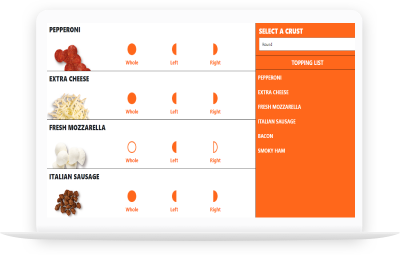 PEPPERONI
Whole Left Right
EXTRA CHEESE
Whole Left Right
FRESH MOZZARELLA
Whole Left Right
ITALIAN SAUSAGE
Whole Left Right
SELECT A CRUST
TOPPING LIST
PEPPERONI
EXTRA CHEESE
FRESH MOZZARELLA
ITALIAN SAUSAGE
BACON
SMOKY HAM